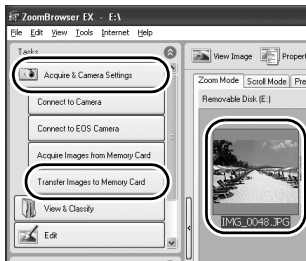 ZoomBrowser EX - E:\
File Edit View Tools Internet Help
Tasks
Acquire & Camera Settings
Connect to Camera
Connect to EOS Camera
Acquire Images from Memory Card
Transfer Images to Memory Card
View & Classify
Edit
View Image Propert
Zoom Mode Scroll Mode Pre
Removable Disk (E:)
IMG_0048.JPG